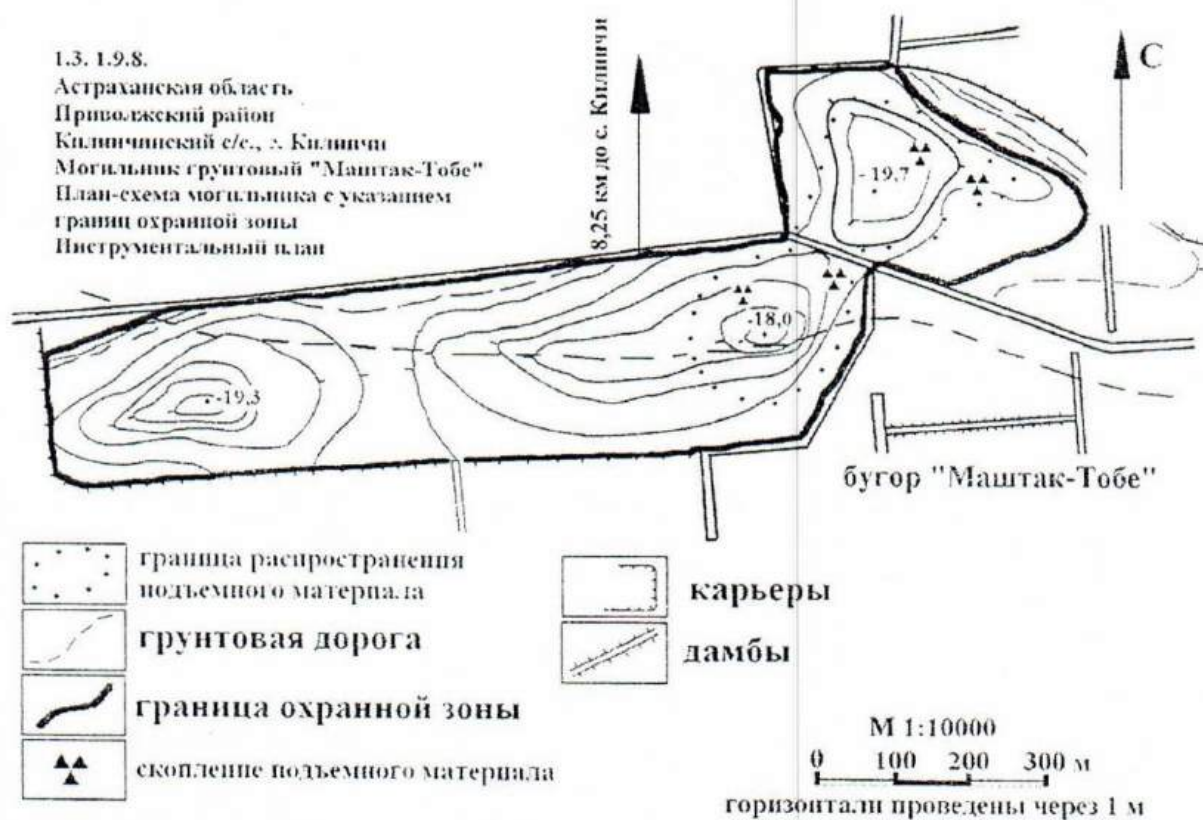 1.3. 1.9.8.
Астраханская область
Приволжский район
Килинчинский с/с., с. Килинчи
Могильник грунтовый "Маштак-Тобе"
План-схема могильника с указанием
границ охранной зоны
Инструментальный план
8,25 км до с. Килинчи
С
-19,7
-18,0
-19,3
бугор "Маштак-Тобе"
граница распространения
подъемного материала
грунтовая дорога
граница охранной зоны
скопление подъемного материала
карьеры
дамбы
М 1:10000
0 100 200 300 м
горизонтали проведены через 1 м